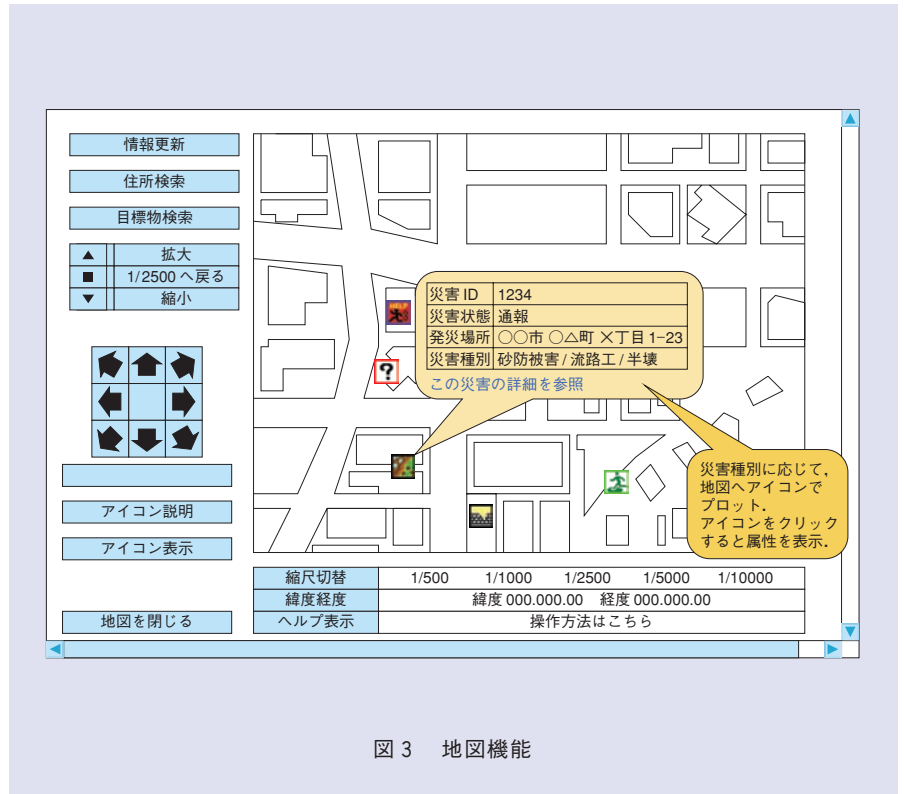 情報更新
住所検索
目標物検索
▲ 拡大
■ 1/2500 へ戻る
▼ 縮小
アイコン説明
アイコン表示
地図を閉じる
HELP
?
災害 ID 1234
災害状態 通報
発災場所 ○○市 ○△町 ×丁目 1-23
災害種別 砂防被害 / 流路工 / 半壊
この災害の詳細を参照
災害種別に応じて,
地図へアイコンで
プロット.
アイコンをクリック
すると属性を表示.
縮尺切替 1/500 1/1000 1/2500 1/5000 1/10000
緯度経度 緯度 000.000.00 経度 000.000.00
ヘルプ表示 操作方法はこちら
図 3 地図機能